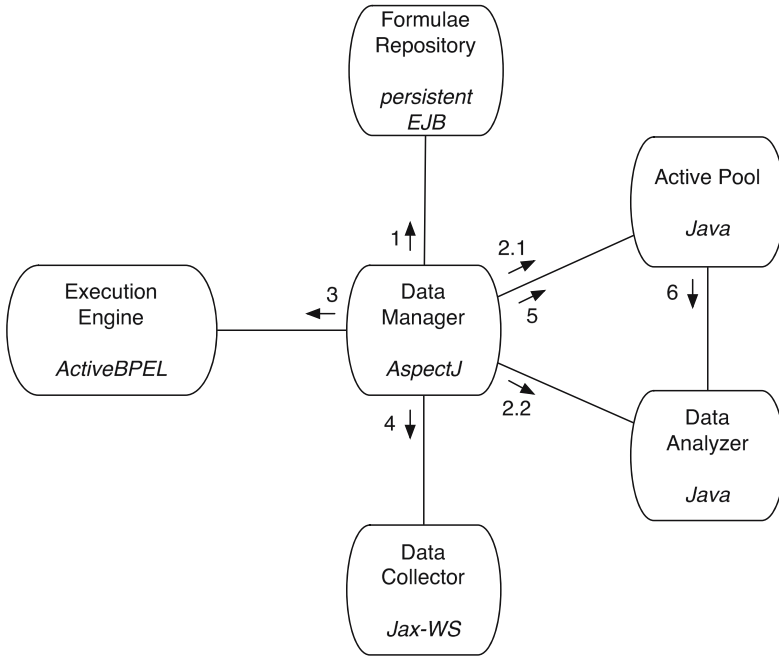 Formulae
Repository
persistent
EJB
Active Pool
Java
1
2.1
5
6
Execution
Engine
ActiveBPEL
3
Data
Manager
AspectJ
4
2.2
Data
Analyzer
Java
Data
Collector
Jax-WS